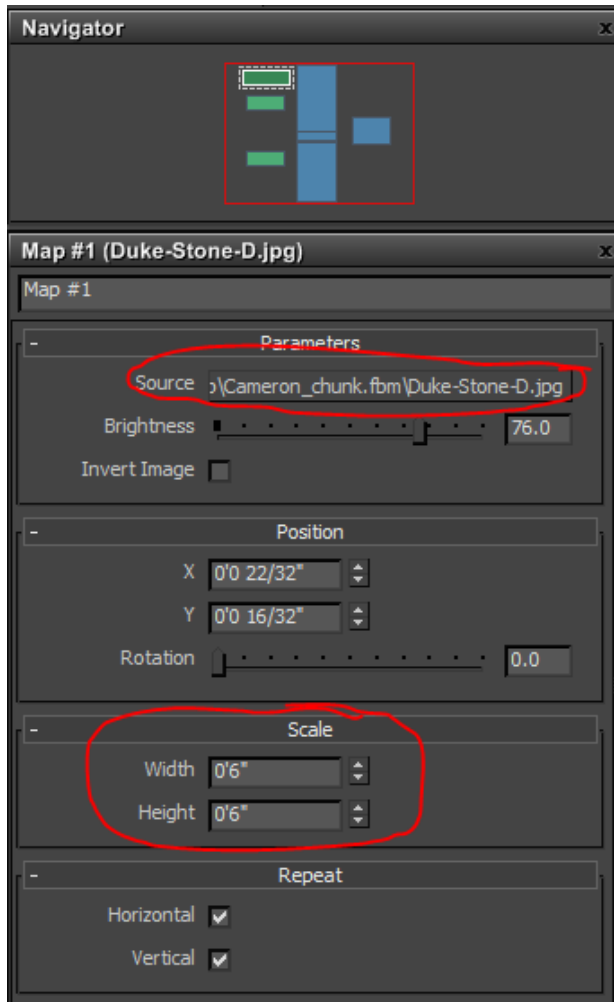 Navigator x
Map #1 (Duke-Stone-D.jpg) x
Map #1
- Parameters
Source \Cameron_chunk.fbm\Duke-Stone-D.jpg
Brightness 76.0
Invert Image
- Position
X 0'0 22/32"
Y 0'0 16/32"
Rotation 0.0
- Scale
Width 0'6"
Height 0'6"
- Repeat
Horizontal
Vertical